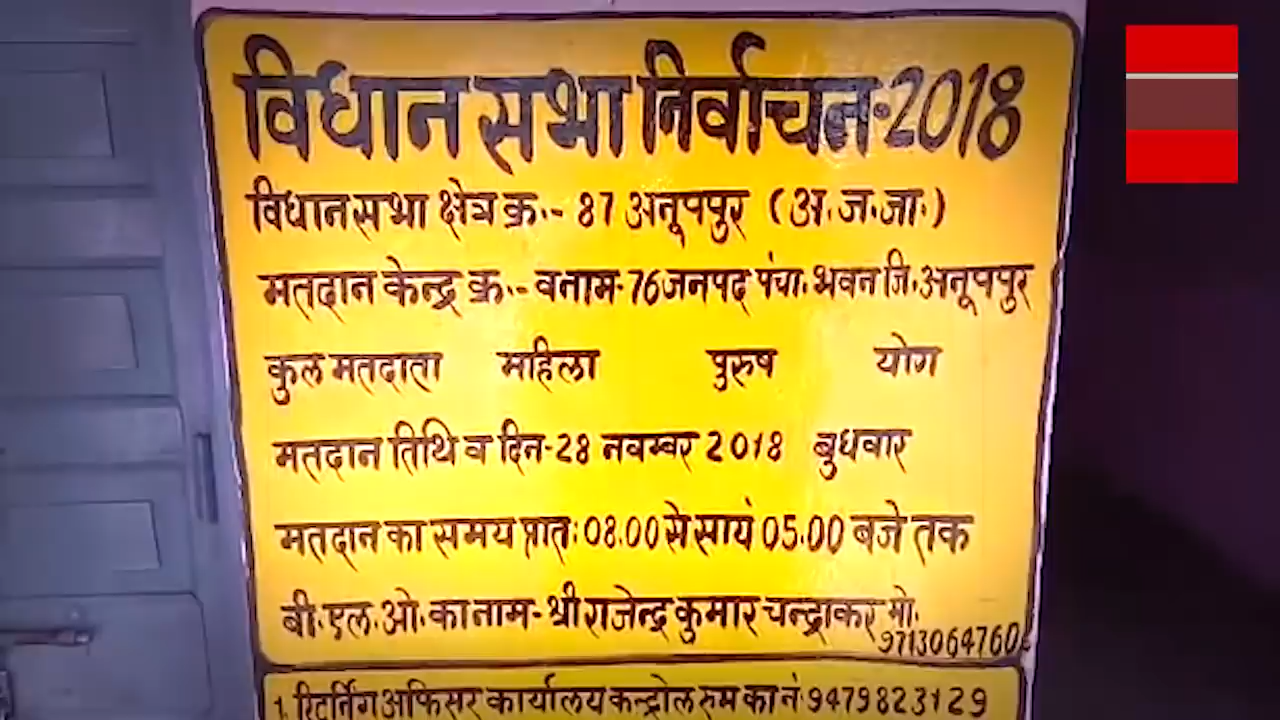 विधान सभा निर्वाचन-2018
विधानसभा क्षेत्र क्र.- 87 अनूपपुर (अ.ज.जा.)
मतदान केन्द्र क्र.- वनाम-76 जनपद पंचा. भवन जि. अनूपपुर
कुल मतदाता महिला पुरुष योग
मतदान तिथि व दिन-28 नवम्बर 2018 बुधवार
मतदान का समय प्रातः 08.00 से सायं 05.00 बजे तक
बी.एल.ओ. का नाम- श्री राजेन्द्र कुमार चन्द्राकर मो.
9713064760
1. रिटर्निंग अफिसर कार्यालय कन्ट्रोल रुम का नं 9479823129